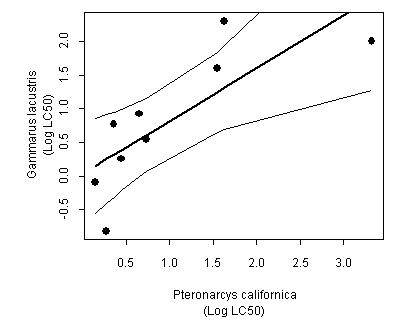 Gammarus lacustris
(Log LC50)
2.0
1.5
1.0
0.5
0.0
-0.5
0.5 1.0 1.5 2.0 2.5 3.0
Pteronarcys californica
(Log LC50)